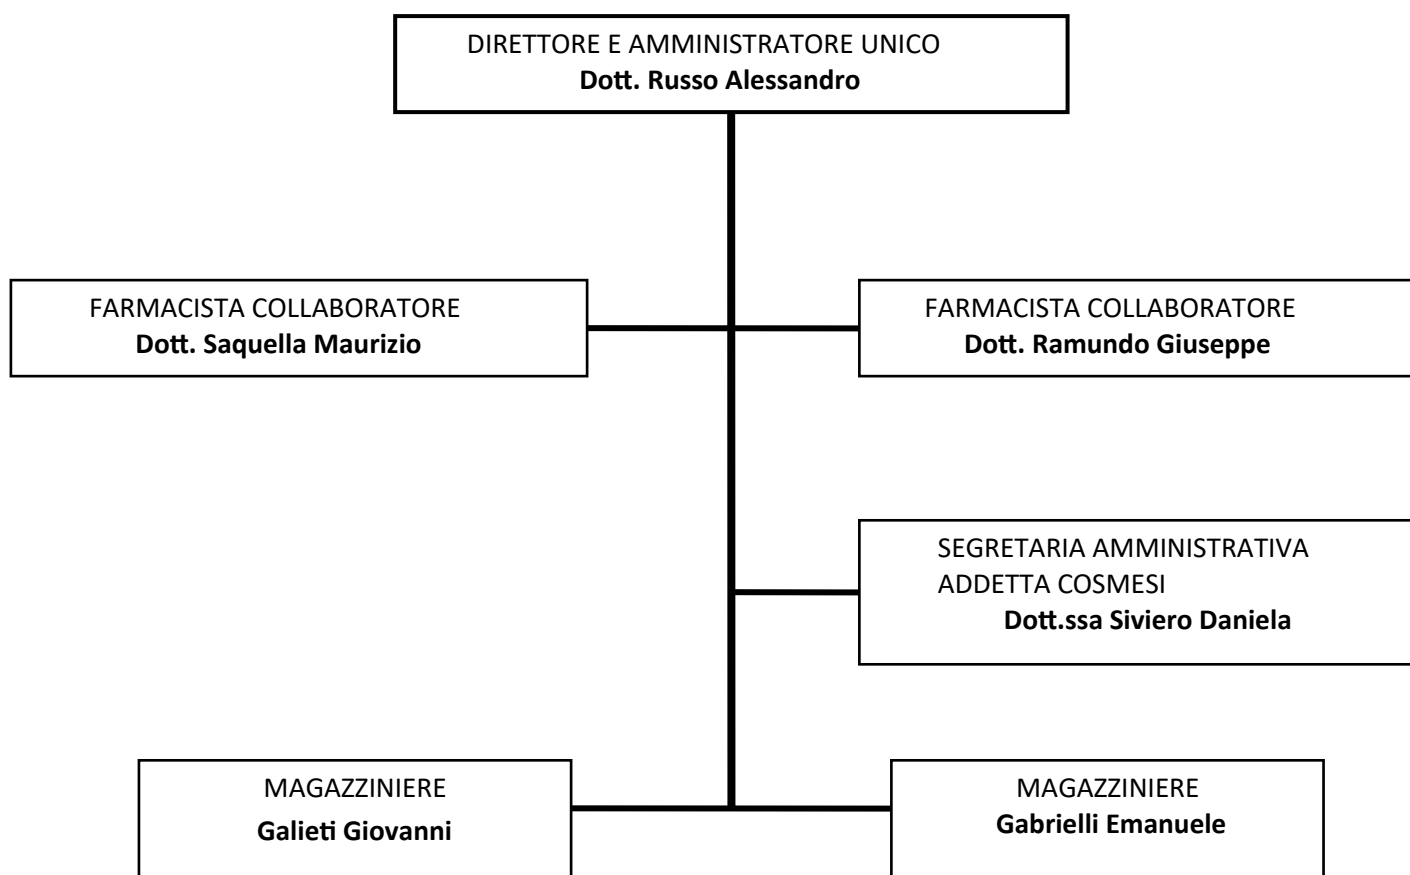 DIRETTORE E AMMINISTRATORE UNICO
Dott. Russo Alessandro
FARMACISTA COLLABORATORE
Dott. Saquella Maurizio
FARMACISTA COLLABORATORE
Dott. Ramundo Giuseppe
SEGRETARIA AMMINISTRATIVA
ADDETTA COSMESI
Dott.ssa Siviero Daniela
MAGAZZINIERE
Galieti Giovanni
MAGAZZINIERE
Gabrielli Emanuele